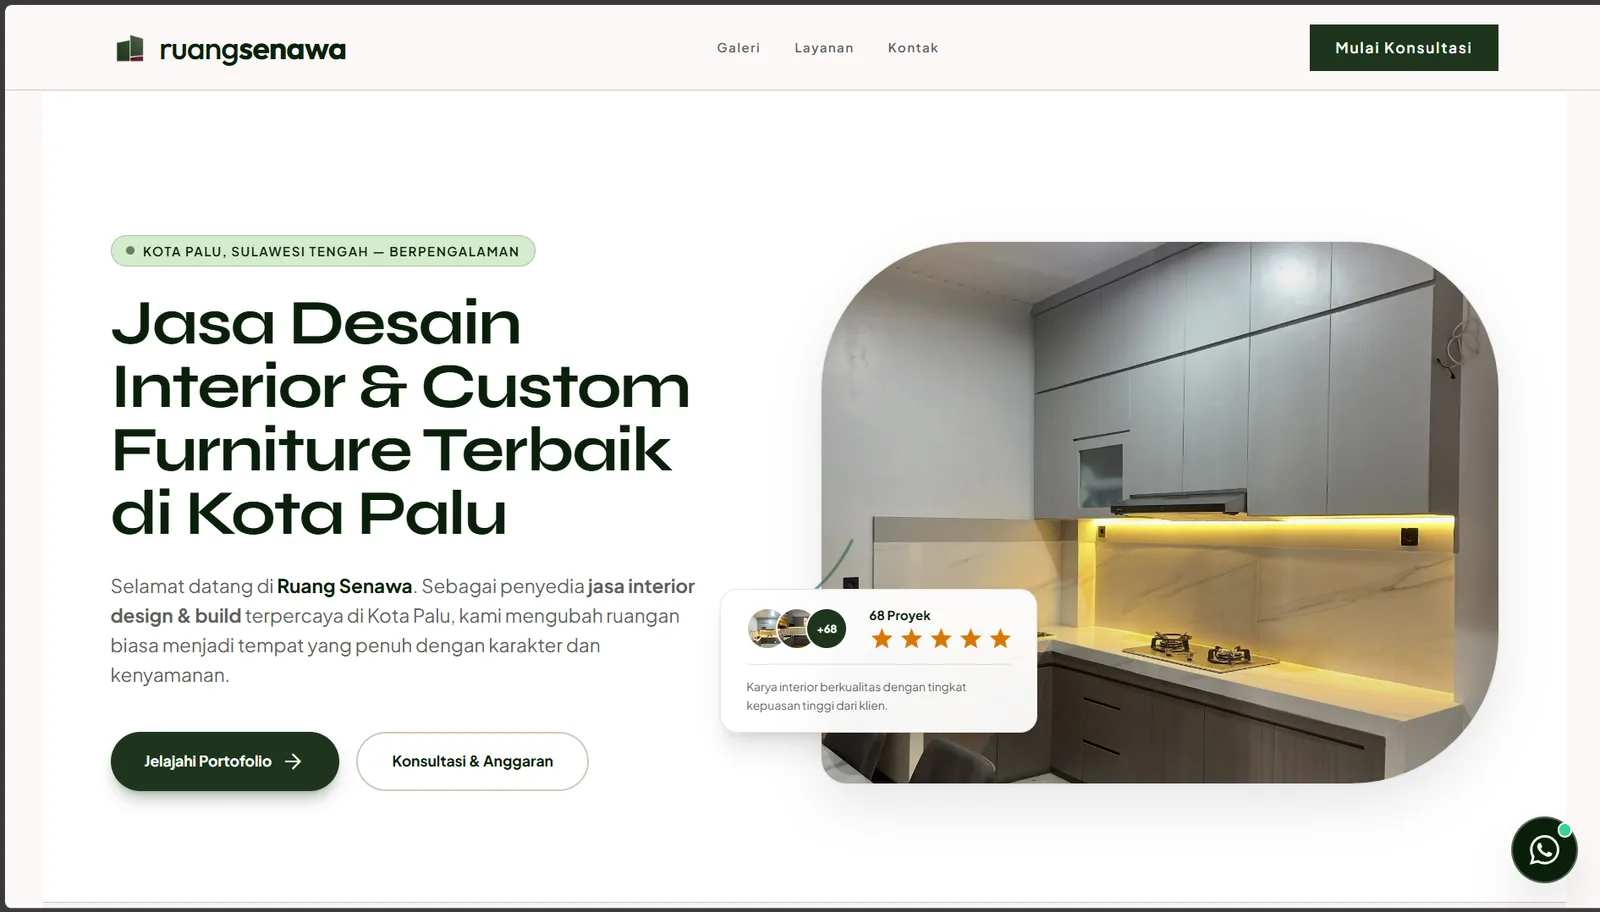 ruangsenawa
Galeri
Layanan
Kontak
Mulai Konsultasi
KOTA PALU, SULAWESI TENGAH — BERPENGALAMAN
Jasa Desain
Interior & Custom
Furniture Terbaik
di Kota Palu
Selamat datang di Ruang Senawa. Sebagai penyedia jasa interior
design & build terpercaya di Kota Palu, kami mengubah ruangan
biasa menjadi tempat yang penuh dengan karakter dan
kenyamanan.
Jelajahi Portofolio
Konsultasi & Anggaran
+68
68 Proyek
Karya interior berkualitas dengan tingkat
kepuasan tinggi dari klien.